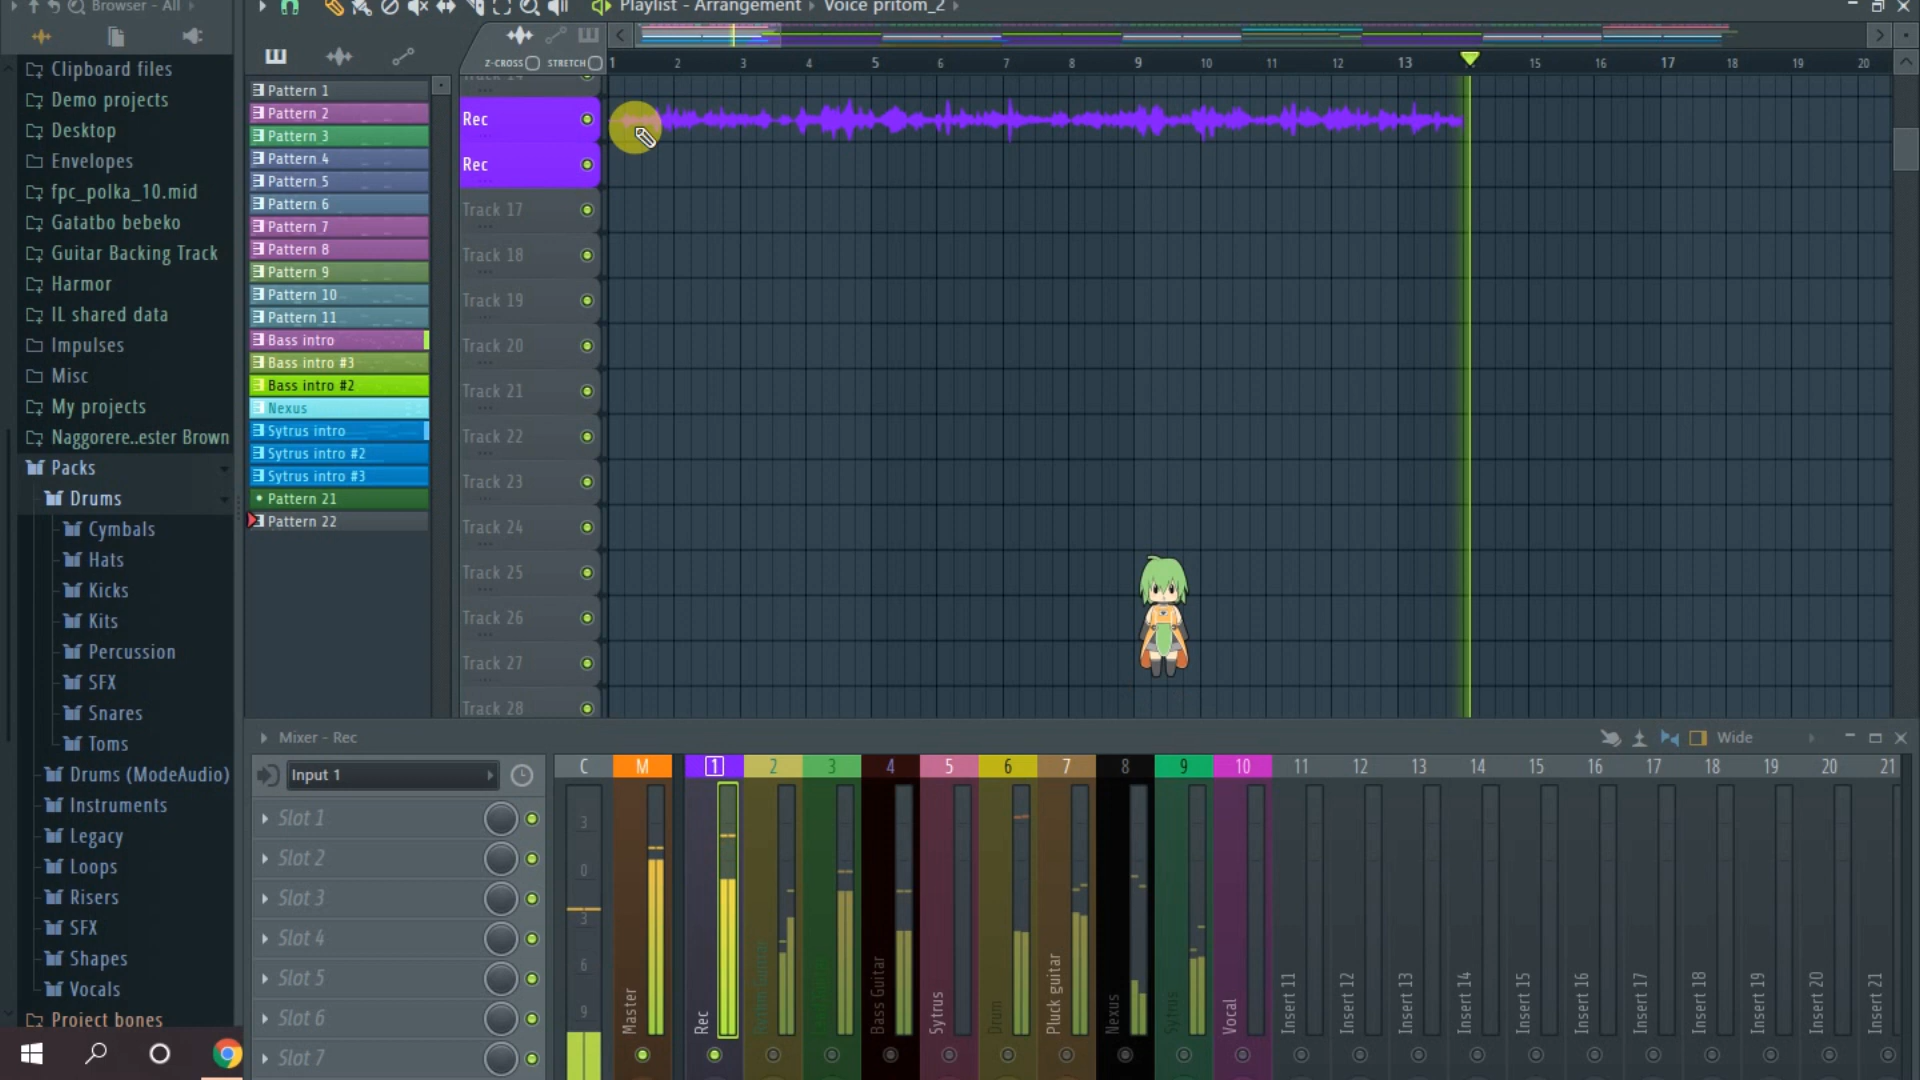 Browser - All
Playlist - Arrangement › Voice pritom_2 ›
Z-CROSS
STRETCH
1 2 3 4 5 6 7 8 9 10 11 12 13 15 16 17 18 19 20
Clipboard files
Demo projects
Desktop
Envelopes
fpc_polka_10.mid
Gatatbo bebeko
Guitar Backing Track
Harmor
IL shared data
Impulses
Misc
My projects
Naggorere..ester Brown
Packs
Drums
Cymbals
Hats
Kicks
Kits
Percussion
SFX
Snares
Toms
Drums (ModeAudio)
Instruments
Legacy
Loops
Risers
SFX
Shapes
Vocals
Project bones
Pattern 1
Pattern 2
Pattern 3
Pattern 4
Pattern 5
Pattern 6
Pattern 7
Pattern 8
Pattern 9
Pattern 10
Pattern 11
Bass intro
Bass intro #3
Bass intro #2
Nexus
Sytrus intro
Sytrus intro #2
Sytrus intro #3
Pattern 21
Pattern 22
Track 14
Rec
Rec
Track 17
Track 18
Track 19
Track 20
Track 21
Track 22
Track 23
Track 24
Track 25
Track 26
Track 27
Track 28
Mixer - Rec
Wide
Input 1
Slot 1
Slot 2
Slot 3
Slot 4
Slot 5
Slot 6
Slot 7
C M 1 2 3 4 5 6 7 8 9 10 11 12 13 14 15 16 17 18 19 20 21
3
0
3
6
9
Master
Rec
Bass Guitar
Sytrus
Drum
Pluck guitar
Nexus
Sytrus
Vocal
Insert 11
Insert 12
Insert 13
Insert 14
Insert 15
Insert 16
Insert 17
Insert 18
Insert 19
Insert 20
Insert 21